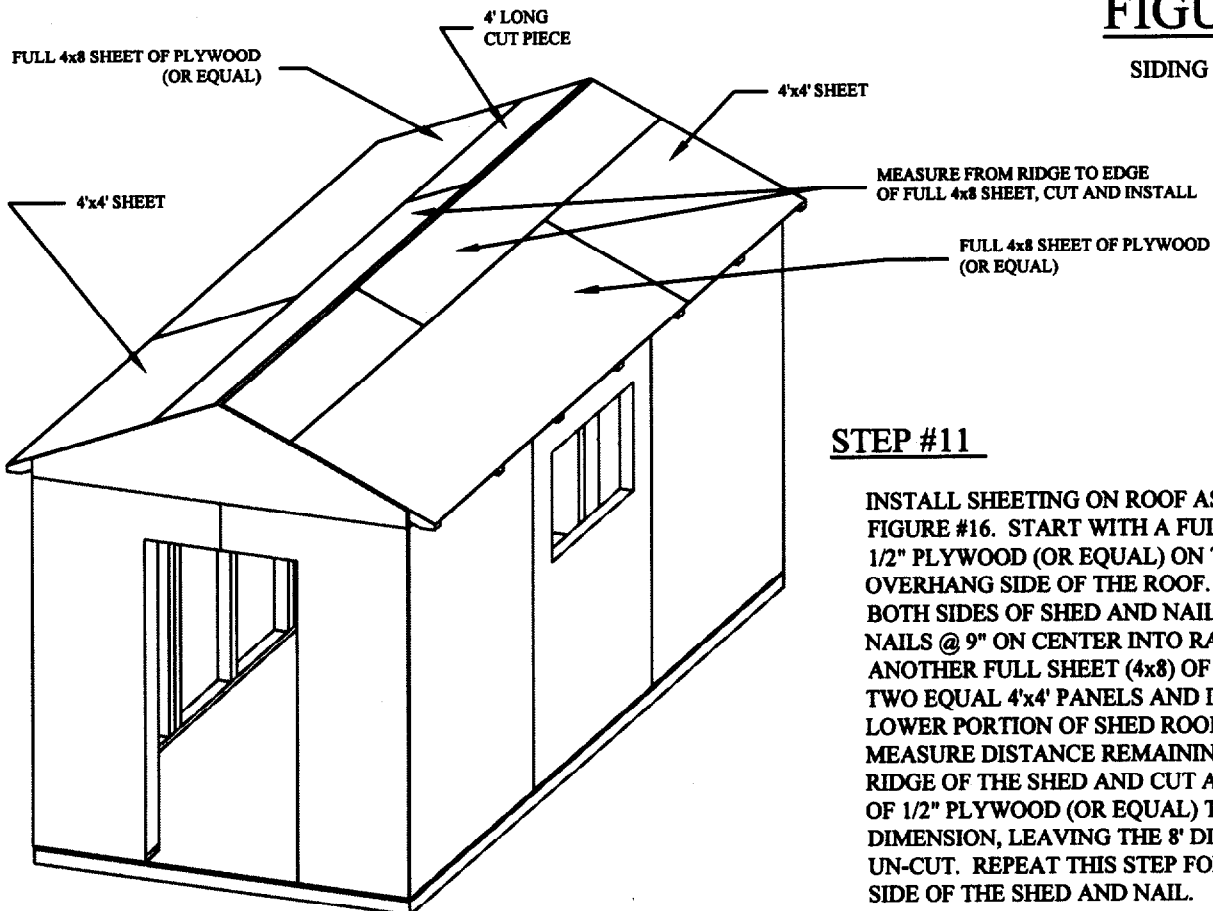 FIGU
SIDING
4' LONG
CUT PIECE
FULL 4x8 SHEET OF PLYWOOD
(OR EQUAL)
4'x4' SHEET
MEASURE FROM RIDGE TO EDGE
OF FULL 4x8 SHEET, CUT AND INSTALL
4'x4' SHEET
FULL 4x8 SHEET OF PLYWOOD
(OR EQUAL)
STEP #11
INSTALL SHEETING ON ROOF AS
FIGURE #16. START WITH A FUL
1/2" PLYWOOD (OR EQUAL) ON
OVERHANG SIDE OF THE ROOF.
BOTH SIDES OF SHED AND NAIL
NAILS @ 9" ON CENTER INTO RA
ANOTHER FULL SHEET (4x8) OF
TWO EQUAL 4'x4' PANELS AND
LOWER PORTION OF SHED ROO
MEASURE DISTANCE REMAININ
RIDGE OF THE SHED AND CUT A
OF 1/2" PLYWOOD (OR EQUAL) T
DIMENSION, LEAVING THE 8' DI
UN-CUT. REPEAT THIS STEP FO
SIDE OF THE SHED AND NAIL.